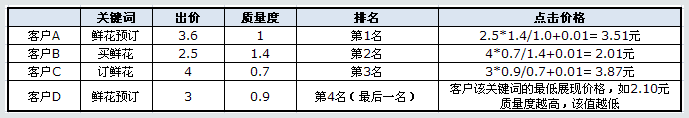 关键词 出价 质量度 排名 点击价格
客户A 鲜花预订 3.6 1 第1名 2.5*1.4/1.0+0.01= 3.51元
客户B 买鲜花 2.5 1.4 第2名 4*0.7/1.4+0.01= 2.01元
客户C 订鲜花 4 0.7 第3名 3*0.9/0.7+0.01= 3.87元
客户D 鲜花预订 3 0.9 第4名（最后一名） 客户该关键词的最低展现价格，如2.10元
质量度越高，该值越低